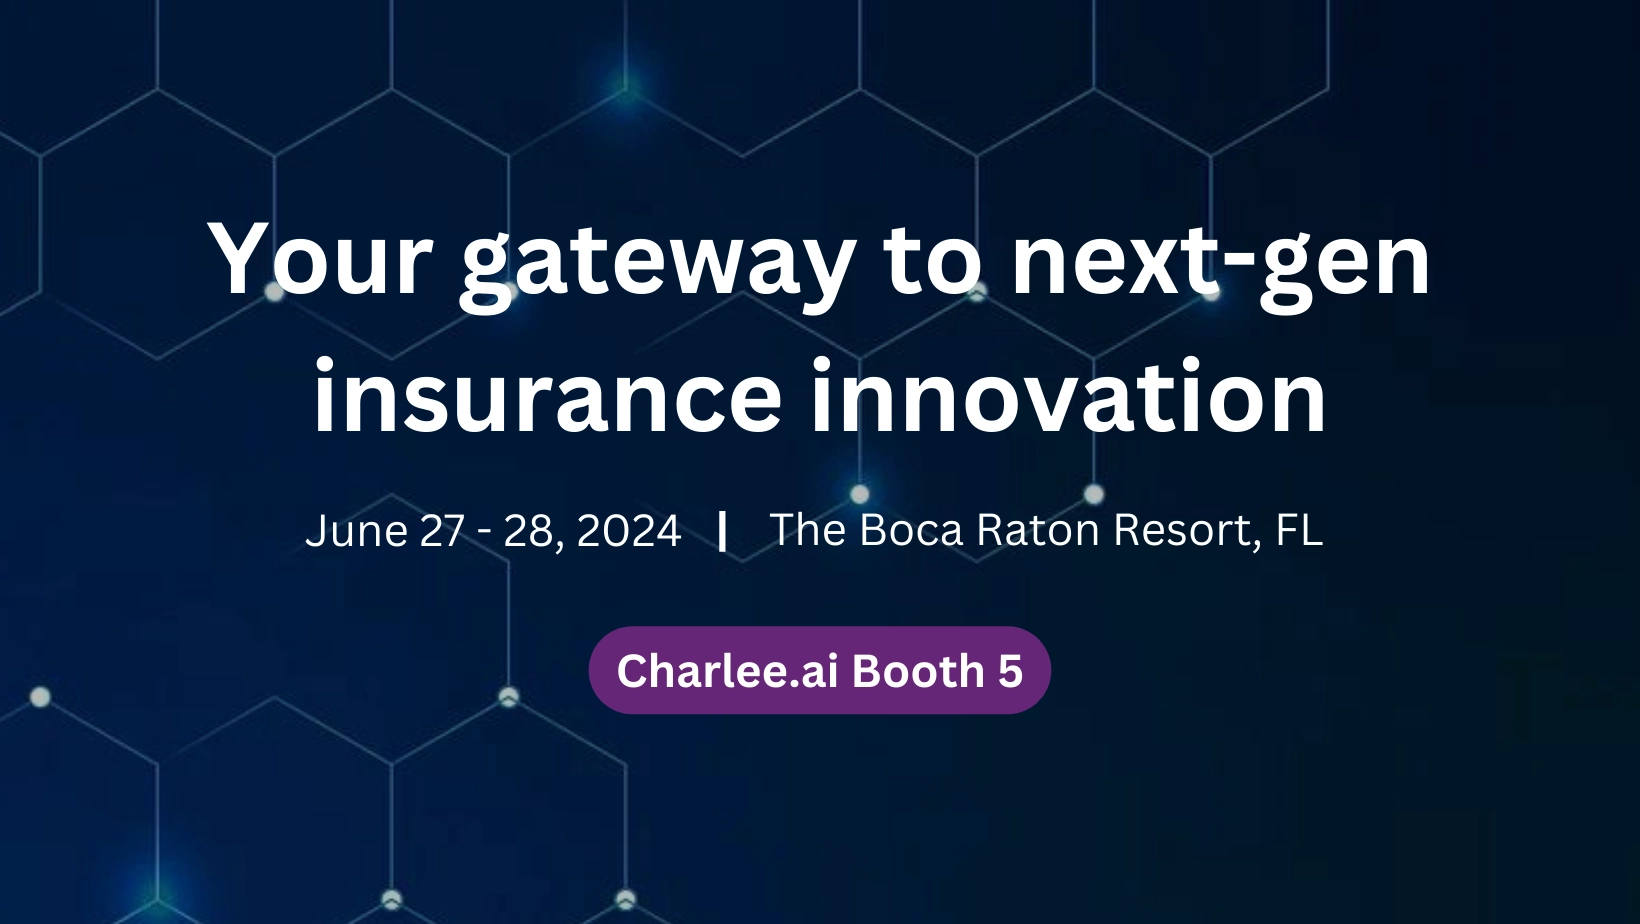 Your gateway to next-gen
insurance innovation
June 27 - 28, 2024 | The Boca Raton Resort, FL
Charlee.ai Booth 5